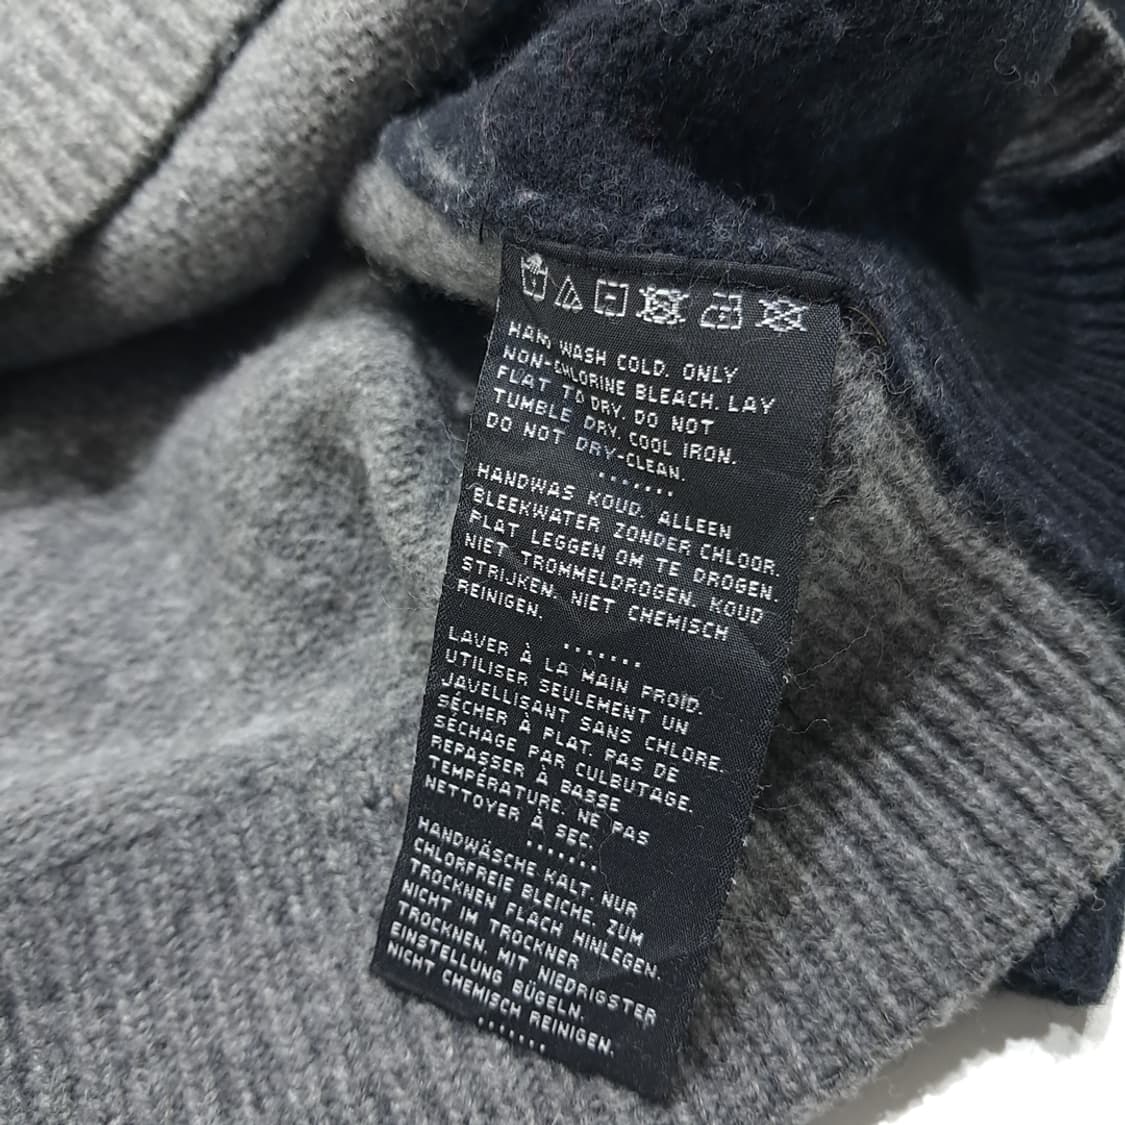 HAND WASH COLD. ONLY
NON-CHLORINE BLEACH. LAY
FLAT TO DRY. DO NOT
TUMBLE DRY. COOL IRON.
DO NOT DRY-CLEAN.
HANDWAS KOUD. ALLEEN
BLEEKWATER ZONDER CHLOOR.
PLAT LEGGEN OM TE DROGEN.
NIET TROMMELDROGEN. KOUD
STRIJKEN. NIET CHEMISCH
REINIGEN.
LAVER À LA MAIN FROID.
UTILISER SEULEMENT UN
JAVELLISANT SANS CHLORE.
SÉCHER À PLAT. PAS DE
SÉCHAGE PAR CULBUTAGE.
REPASSER À BASSE
TEMPÉRATURE. NE PAS
NETTOYER À SEC.
HANDWÄSCHE KALT. NUR
CHLORFREIE BLEICHE. ZUM
TROCKNEN FLACH HINLEGEN.
NICHT IM TROCKNER
TROCKNEN. MIT NIEDRIGSTER
EINSTELLUNG BÜGELN.
NICHT CHEMISCH REINIGEN.